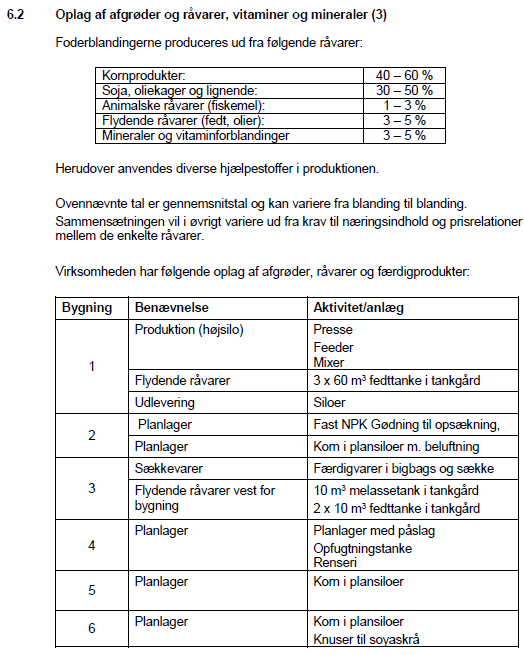 6.2 Oplag af afgrøder og råvarer, vitaminer og mineraler (3)
Foderblandingerne produceres ud fra følgende råvarer:
Kornprodukter: 40 – 60 %
Soja, oliekager og lignende: 30 – 50 %
Animalske råvarer (fiskemel): 1 – 3 %
Flydende råvarer (fedt, olier): 3 – 5 %
Mineraler og vitaminforblandinger 3 – 5 %
Herudover anvendes diverse hjælpestoffer i produktionen.
Ovennævnte tal er gennemsnitstal og kan variere fra blanding til blanding.
Sammensætningen vil i øvrigt variere ud fra krav til næringsindhold og prisrelationer
mellem de enkelte råvarer.
Virksomheden har følgende oplag af afgrøder, råvarer og færdigprodukter:
Bygning Benævnelse Aktivitet/anlæg
1 Produktion (højsilo) Presse
Feeder
Mixer
Flydende råvarer 3 x 60 m³ fedttanke i tankgård
Udlevering Siloer
2 Planlager Fast NPK Gødning til opsækning,
Planlager Korn i plansiloer m. beluftning
3 Sækkevarer Færdigvarer i bigbags og sække
Flydende råvarer vest for 10 m³ melassetank i tankgård
bygning 2 x 10 m³ fedttanke i tankgård
4 Planlager Planlager med påslag
Opfugtningstanke
Renseri
5 Planlager Korn i plansiloer
6 Planlager Korn i plansiloer
Knuser til soyaskrå